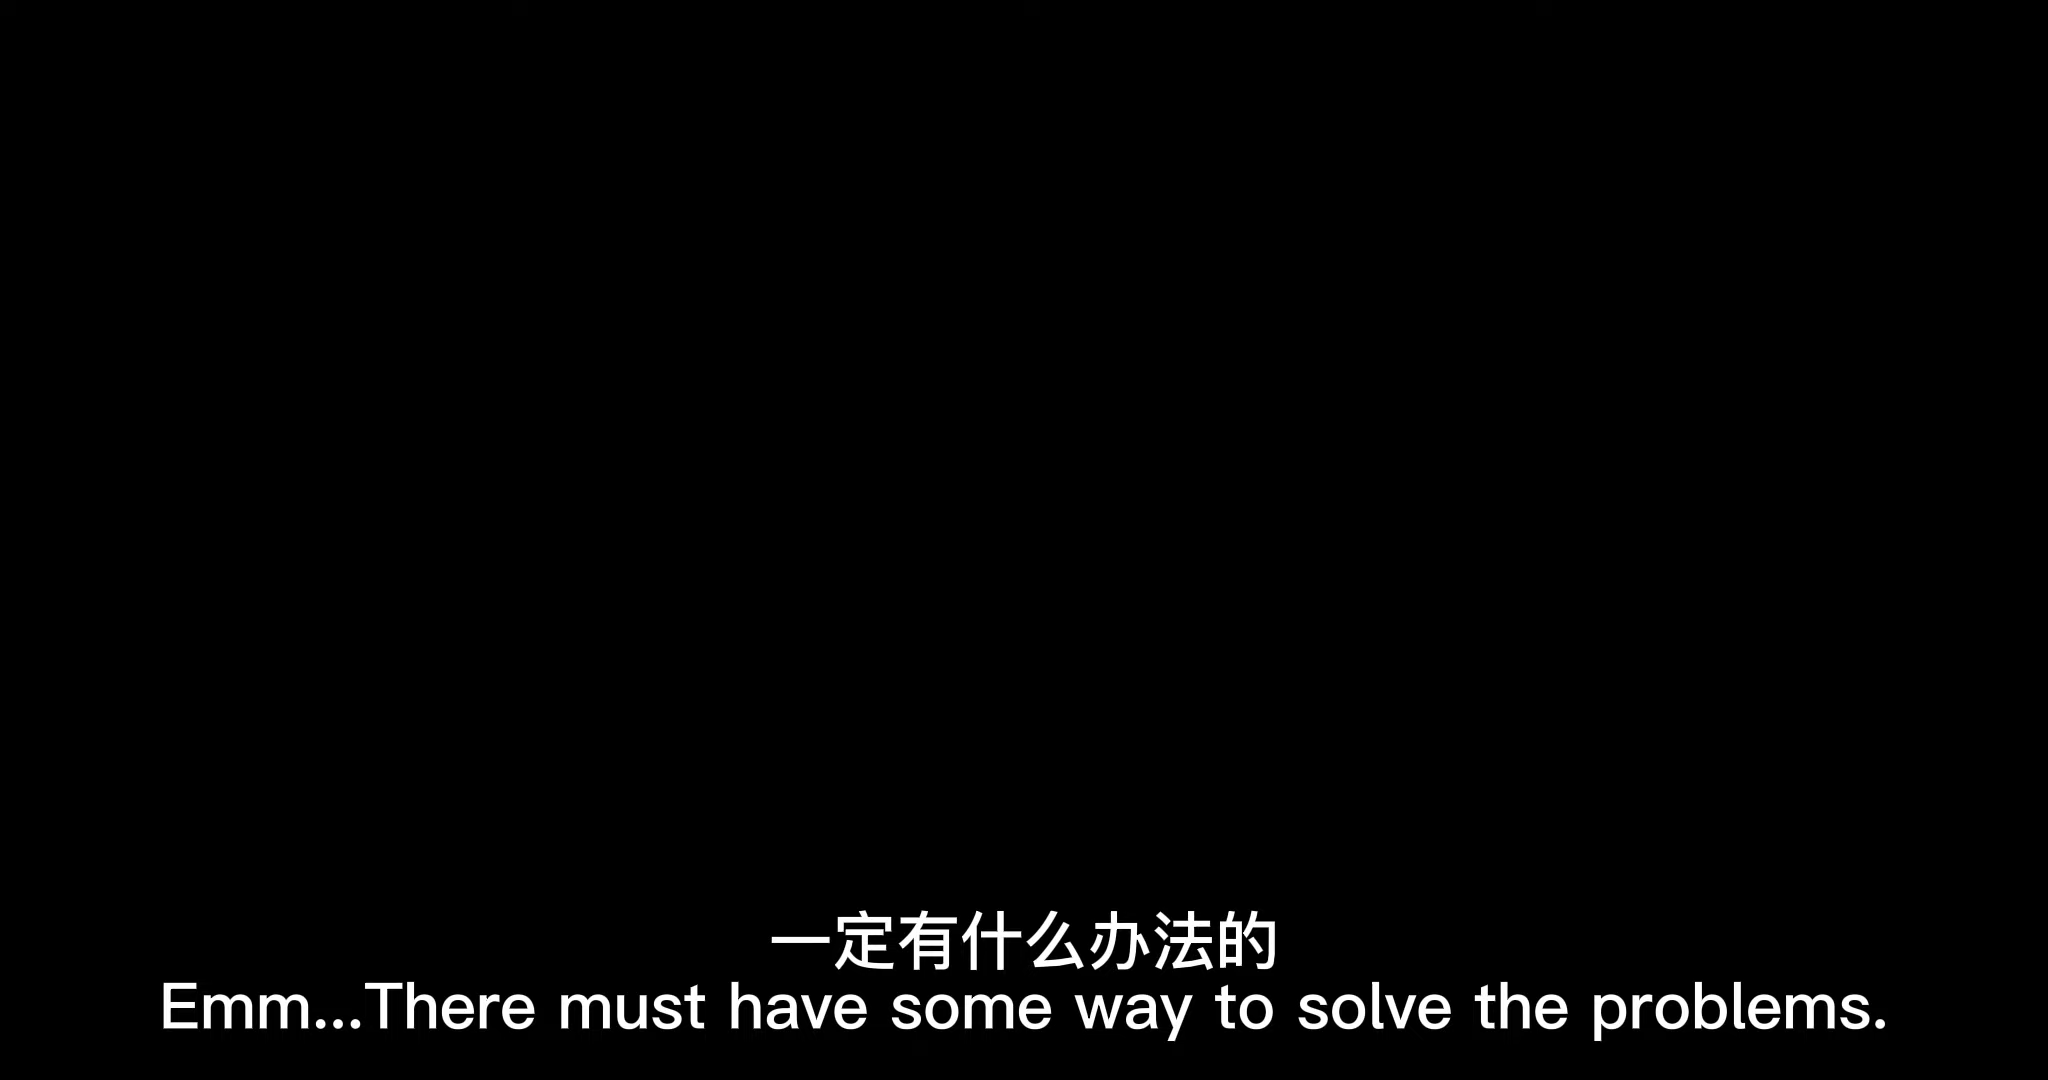 一定有什么办法的
Emm...There must have some way to solve the problems.